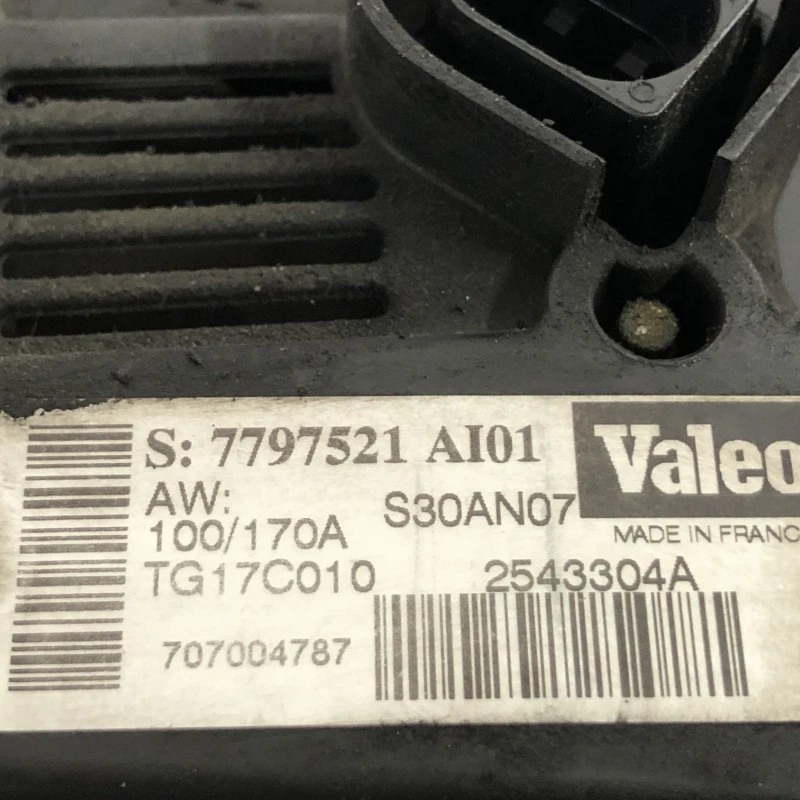 S: 7797521 AI01
Valeo
AW:
S30AN07
100/170A
MADE IN FRANC
TG17C010
2543304A
707004787